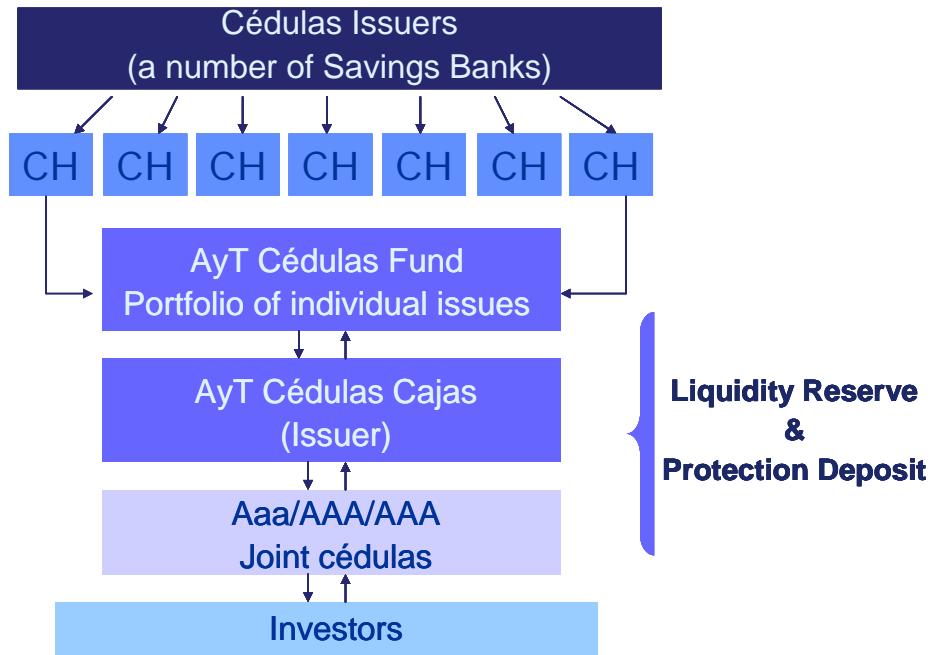 Cédulas Issuers
(a number of Savings Banks)
CH CH CH CH CH CH CH
AyT Cédulas Fund
Portfolio of individual issues
AyT Cédulas Cajas
(Issuer)
Liquidity Reserve
&
Protection Deposit
Aaa/AAA/AAA
Joint cédulas
Investors